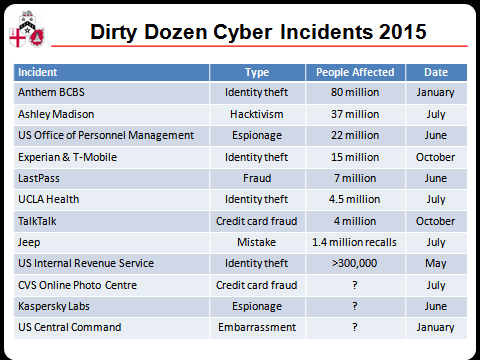 Dirty Dozen Cyber Incidents 2015
Incident Type People Affected Date
Anthem BCBS Identity theft 80 million January
Ashley Madison Hacktivism 37 million July
US Office of Personnel Management Espionage 22 million June
Experian & T-Mobile Identity theft 15 million October
LastPass Fraud 7 million June
UCLA Health Identity theft 4.5 million July
TalkTalk Credit card fraud 4 million October
Jeep Mistake 1.4 million recalls July
US Internal Revenue Service Identity theft >300,000 May
CVS Online Photo Centre Credit card fraud ? July
Kaspersky Labs Espionage ? June
US Central Command Embarrassment ? January